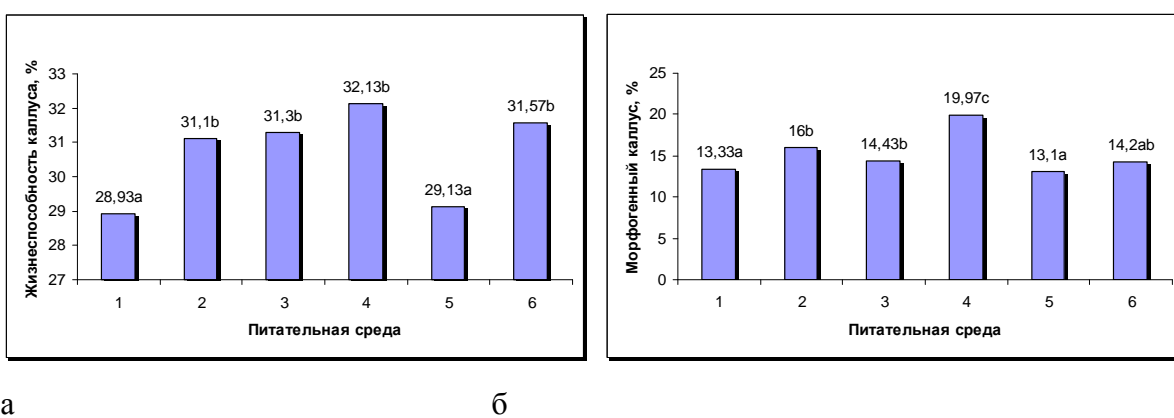 Жизнеспособность каллуса, %
33
32
31
30
29
28
27
28,93a
31,1b
31,3b
32,13b
29,13a
31,57b
1 2 3 4 5 6
Питательная среда
Морфогенный каллус, %
25
20
15
10
5
0
13,33a
16b
14,43b
19,97c
13,1a
14,2ab
1 2 3 4 5 6
Питательная среда
а б